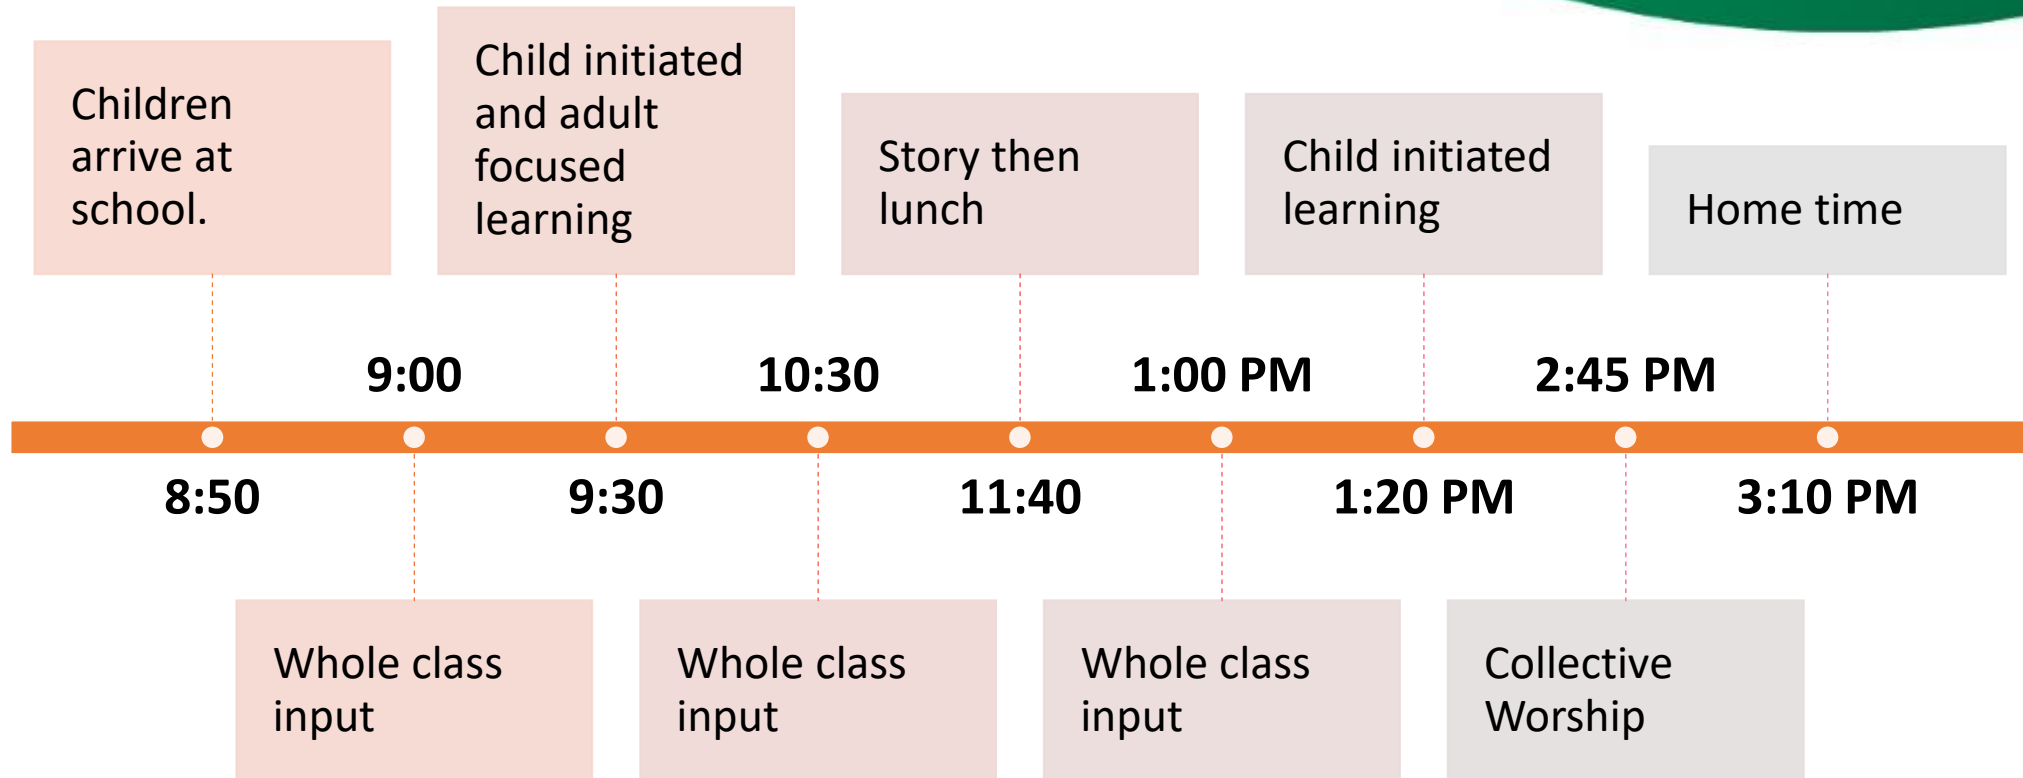 Children
arrive at
school.
Child initiated
and adult
focused
learning
Story then
lunch
Child initiated
learning
Home time
9:00
10:30
1:00 PM
2:45 PM
8:50
9:30
11:40
1:20 PM
3:10 PM
Whole class
input
Whole class
input
Whole class
input
Collective
Worship